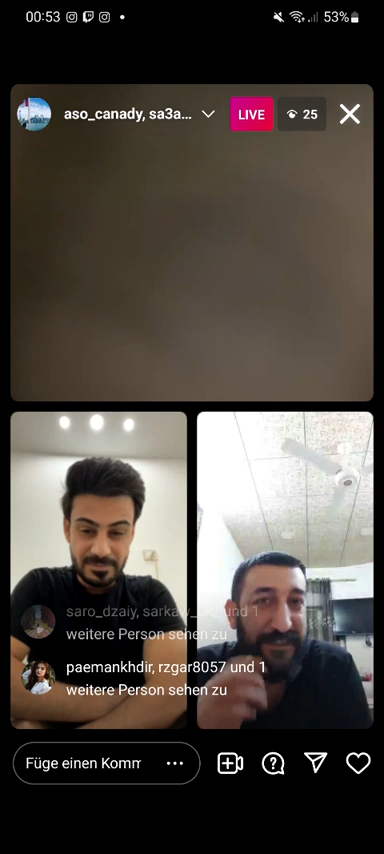 00:53
53%
aso_canady, sa3a...
LIVE
25
saro_dzaiy, und 1
weitere Person sehen zu
paemankhdir, rzgar8057 und 1
weitere Person sehen zu
Füge einen Komm